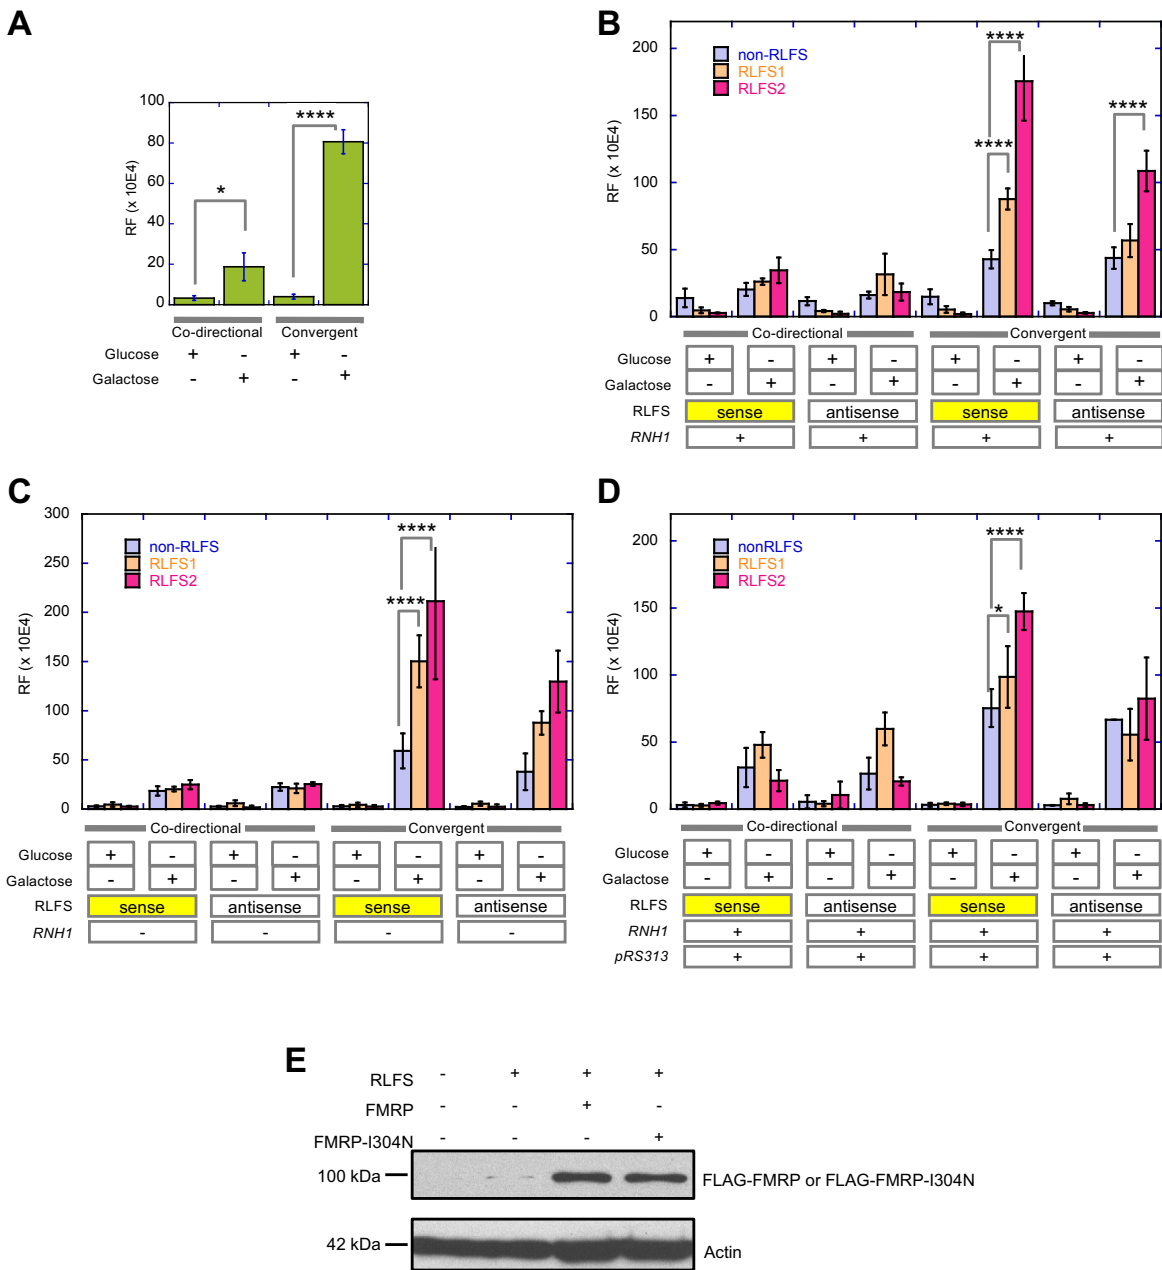 A
100
80
60
40
20
0
RF (x 10E4)
*
****
Co-directional Convergent
Glucose + - + -
Galactose - + - +
B
200
150
100
50
0
RF (x 10E4)
non-RLFS
RLFS1
RLFS2
****
****
****
Co-directional Convergent
Glucose + - + - + - + -
Galactose - + - + - + - +
RLFS sense antisense sense antisense
RNH1 + + + +
C
300
250
200
150
100
50
0
RF (x 10E4)
non-RLFS
RLFS1
RLFS2
****
****
Co-directional Convergent
Glucose + - + - + - + -
Galactose - + - + - + - +
RLFS sense antisense sense antisense
RNH1 - - - -
D
200
150
100
50
0
RF (x 10E4)
nonRLFS
RLFS1
RLFS2
****
*
Co-directional Convergent
Glucose + - + - + - + -
Galactose - + - + - + - +
RLFS sense antisense sense antisense
RNH1 + + + +
pRS313 + + + +
E
RLFS - + + +
FMRP - - + -
FMRP-I304N - - - +
100 kDa FLAG-FMRP or FLAG-FMRP-I304N
42 kDa Actin